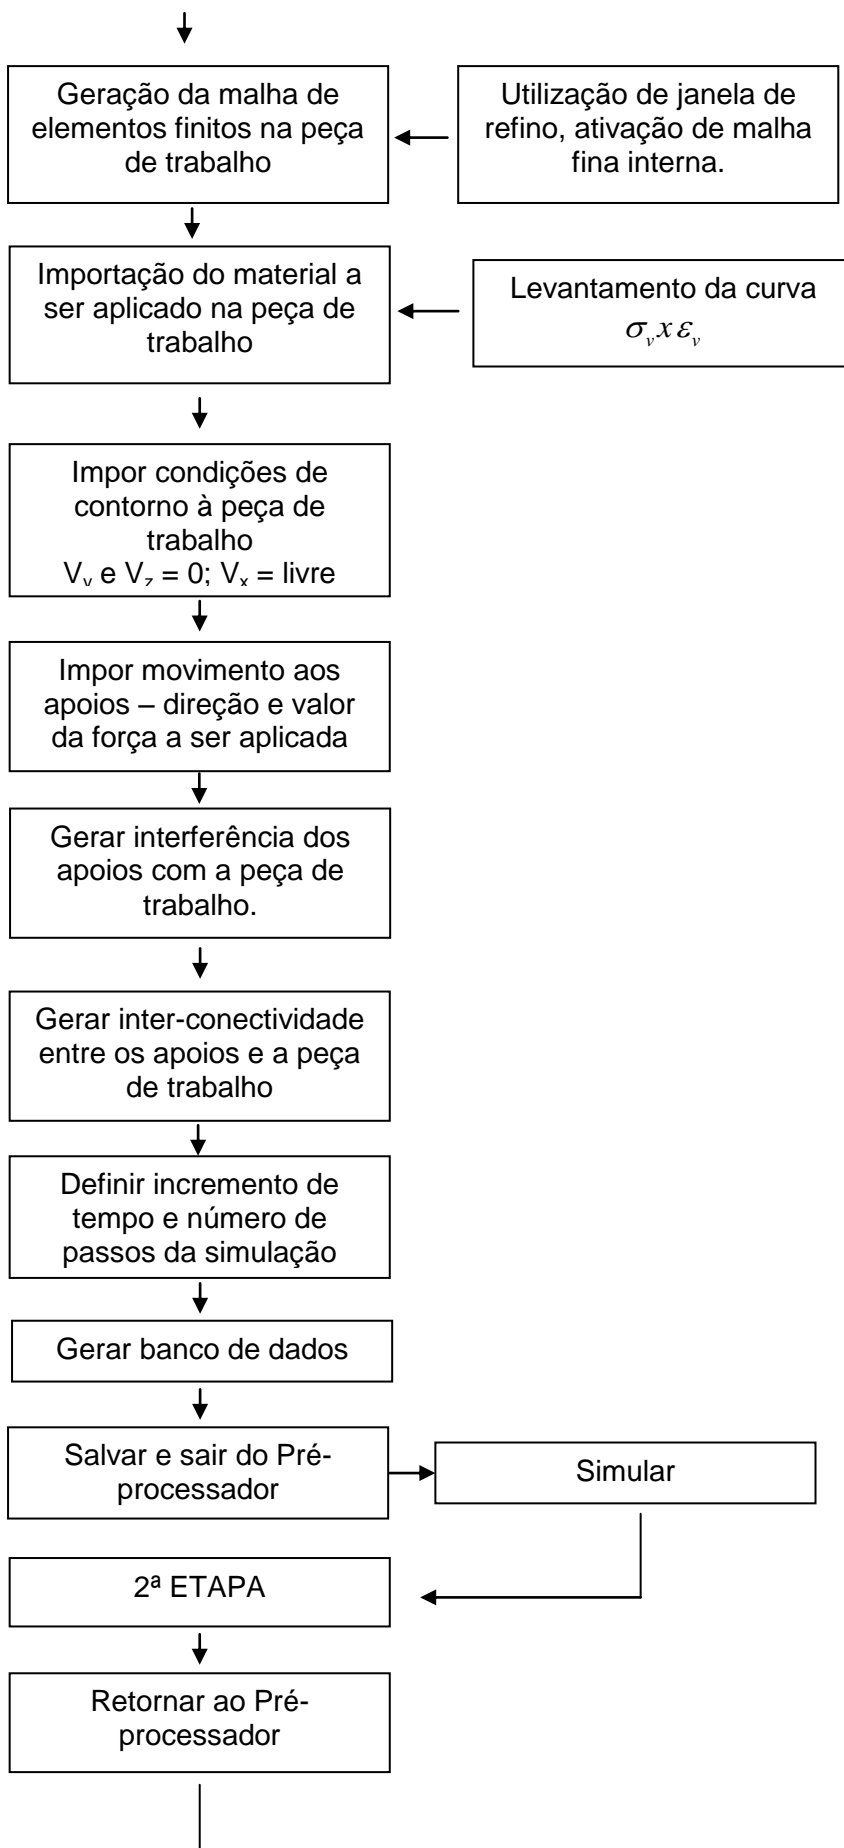 Geração da malha de
elementos finitos na peça
de trabalho
Utilização de janela de
refino, ativação de malha
fina interna.
Importação do material a
ser aplicado na peça de
trabalho
Levantamento da curva
σᵥ x εᵥ
Impor condições de
contorno à peça de
trabalho
V_y e V_z = 0; V_x = livre
Impor movimento aos
apoios – direção e valor
da força a ser aplicada
Gerar interferência dos
apoios com a peça de
trabalho.
Gerar inter-conectividade
entre os apoios e a peça
de trabalho
Definir incremento de
tempo e número de
passos da simulação
Gerar banco de dados
Salvar e sair do Pré-
processador
Simular
2ª ETAPA
Retornar ao Pré-
processador